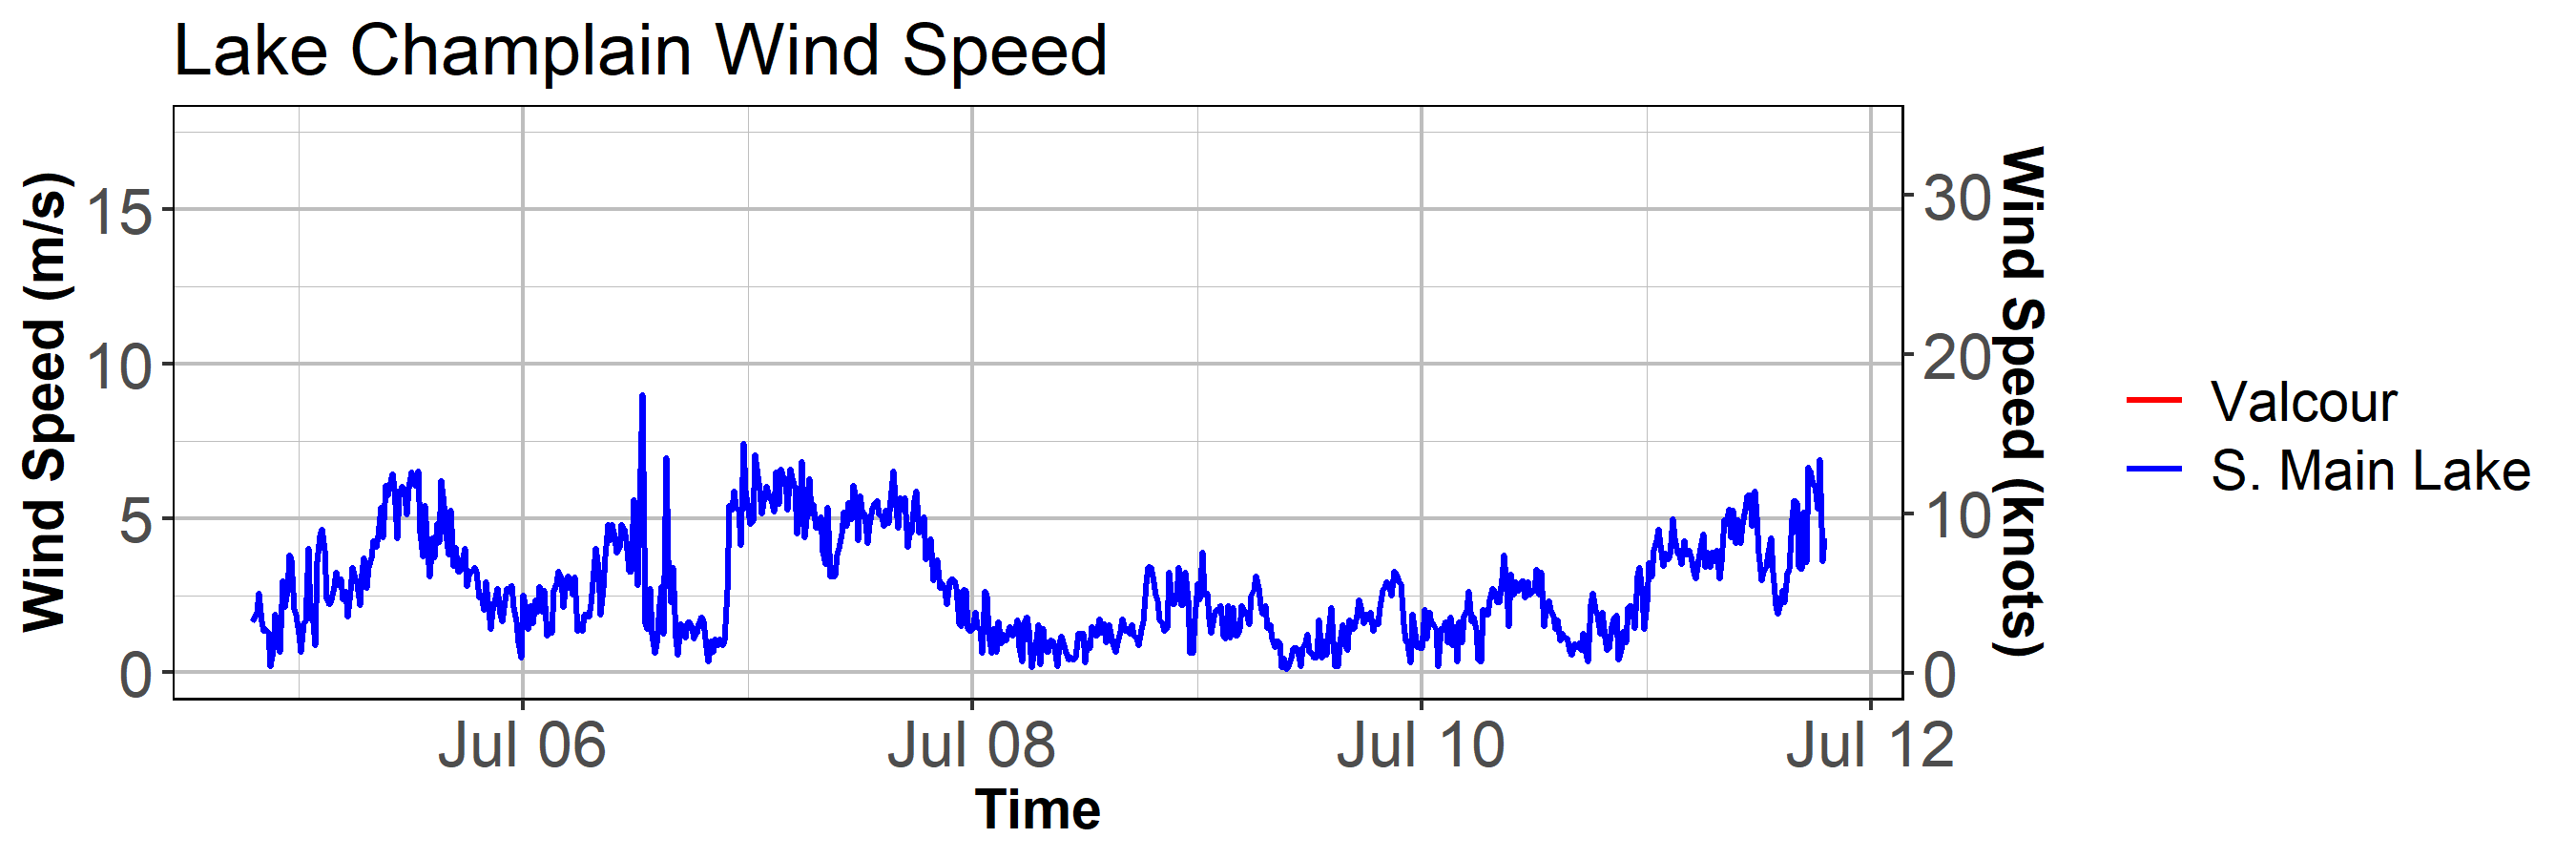 Lake Champlain Wind Speed
Wind Speed (m/s)
15
10
5
0
30
20
10
0
Wind Speed (knots)
Jul 06
Jul 08
Jul 10
Jul 12
Time
Valcour
S. Main Lake